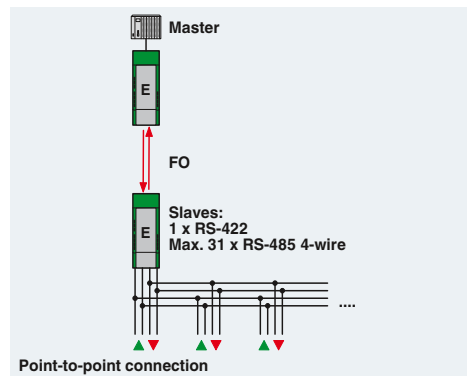 Master
E
FO
E
Slaves:
1 x RS-422
Max. 31 x RS-485 4-wire
....
Point-to-point connection